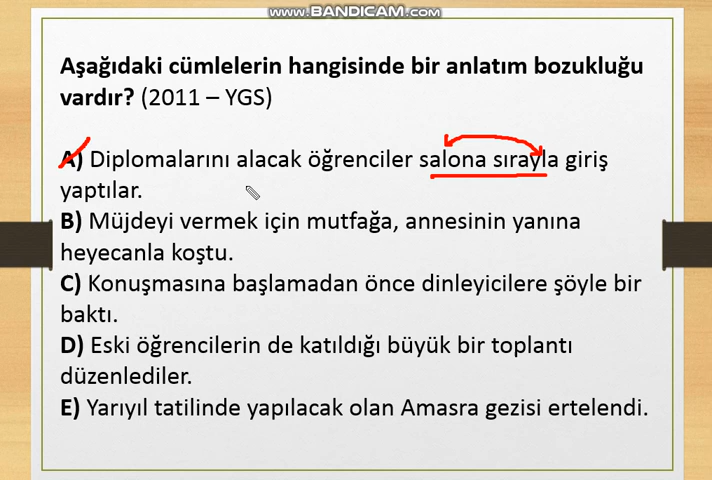 www.BANDICAM.com
Aşağıdaki cümlelerin hangisinde bir anlatım bozukluğu
vardır? (2011 – YGS)
A) Diplomalarını alacak öğrenciler salona sırayla giriş
yaptılar.
B) Müjdeyi vermek için mutfağa, annesinin yanına
heyecanla koştu.
C) Konuşmasına başlamadan önce dinleyicilere şöyle bir
baktı.
D) Eski öğrencilerin de katıldığı büyük bir toplantı
düzenlediler.
E) Yarıyıl tatilinde yapılacak olan Amasra gezisi ertelendi.